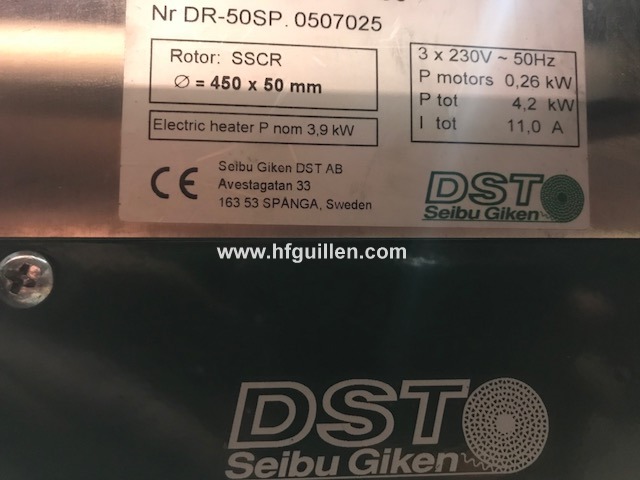 Nr DR-50SP. 0507025
Rotor: SSCR
Ø = 450 x 50 mm
3 x 230V ~ 50Hz
P motors 0,26 kW
P tot 4,2 kW
I tot 11,0 A
Electric heater P nom 3,9 kW
CE
Seibu Giken DST AB
Avestagatan 33
163 53 SPÅNGA, Sweden
DST
Seibu Giken
www.hfguillen.com
DST
Seibu Giken